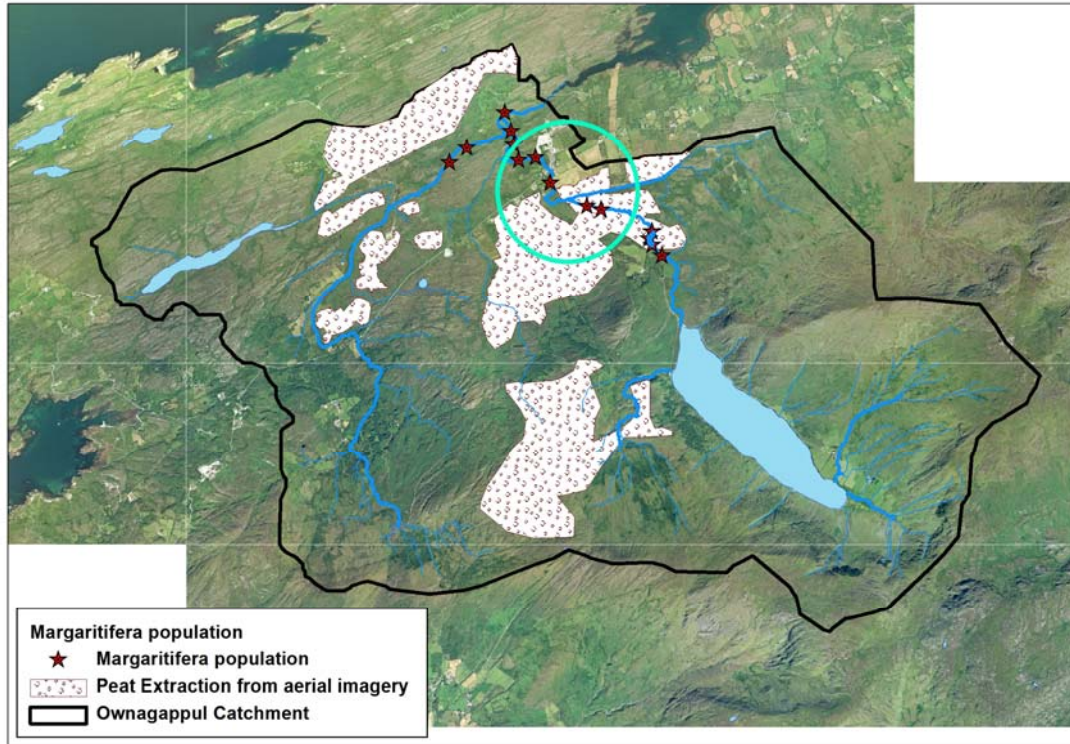 Margaritifera population
Margaritifera population
Peat Extraction from aerial imagery
Ownagappul Catchment